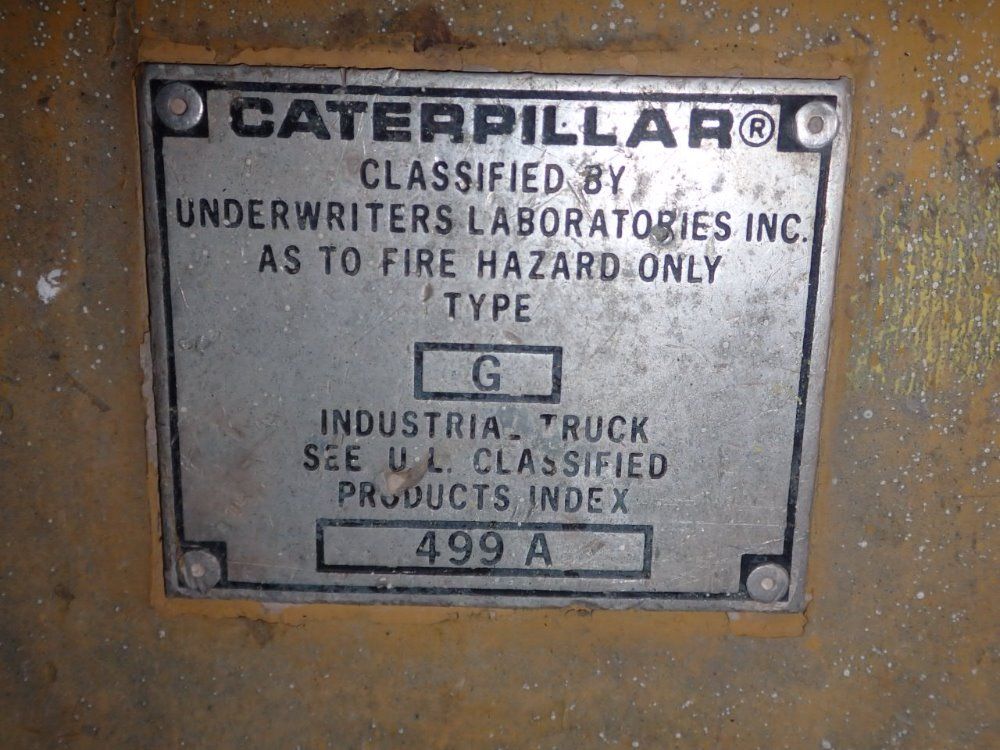 CATERPILLAR®
CLASSIFIED BY
UNDERWRITERS LABORATORIES INC.
AS TO FIRE HAZARD ONLY
TYPE
G
INDUSTRIAL TRUCK
SEE U.L. CLASSIFIED
PRODUCTS INDEX
499 A